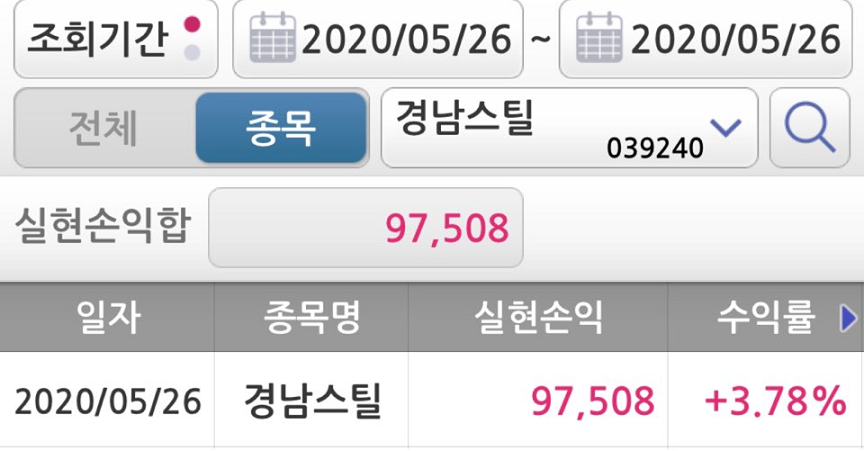 조회기간 2020/05/26 ~ 2020/05/26
전체 종목 경남스틸 039240
실현손익합 97,508
일자 종목명 실현손익 수익률
2020/05/26 경남스틸 97,508 +3.78%